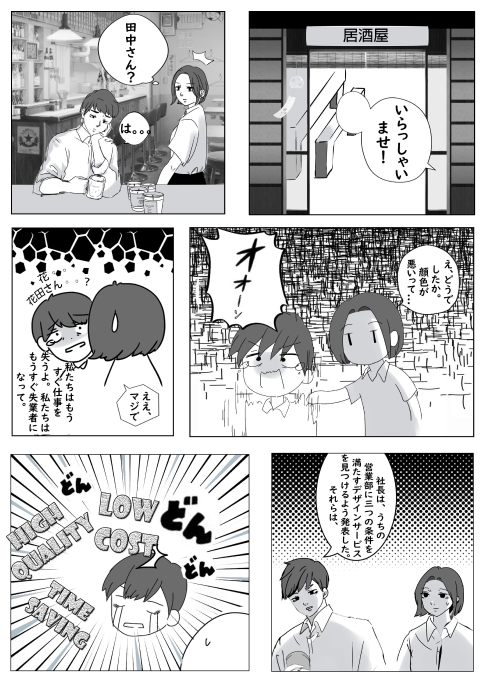 居酒屋
いらっしゃい
ませ！
田中さん？
は。。。
え、どうで
したか。
顔色が
悪いって…
オ
オ
ォ
ー
ン
花…
花田さん…？
私たちはもう
すぐ仕事を
失うよ。私たちは
もうすぐ失業者に
なって。
ええ、
マジで
社長は、うちの
営業部に三つの条件を
満たすデザインサービス
を見つけるよう発表した。
それらは、
どん
LOW
COST
どん
HIGH
QUALITY
どん
TIME
SAVING